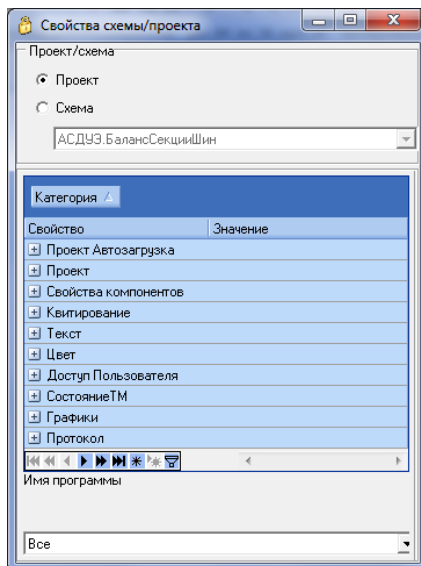 Свойства схемы/проекта
Проект/схема
Проект
Схема
АСДУЭ.БалансСекцииШин
Категория
Свойство Значение
Проект Автозагрузка
Проект
Свойства компонентов
Квитирование
Текст
Цвет
Доступ Пользователя
СостояниеТМ
Графики
Протокол
Имя программы
Все